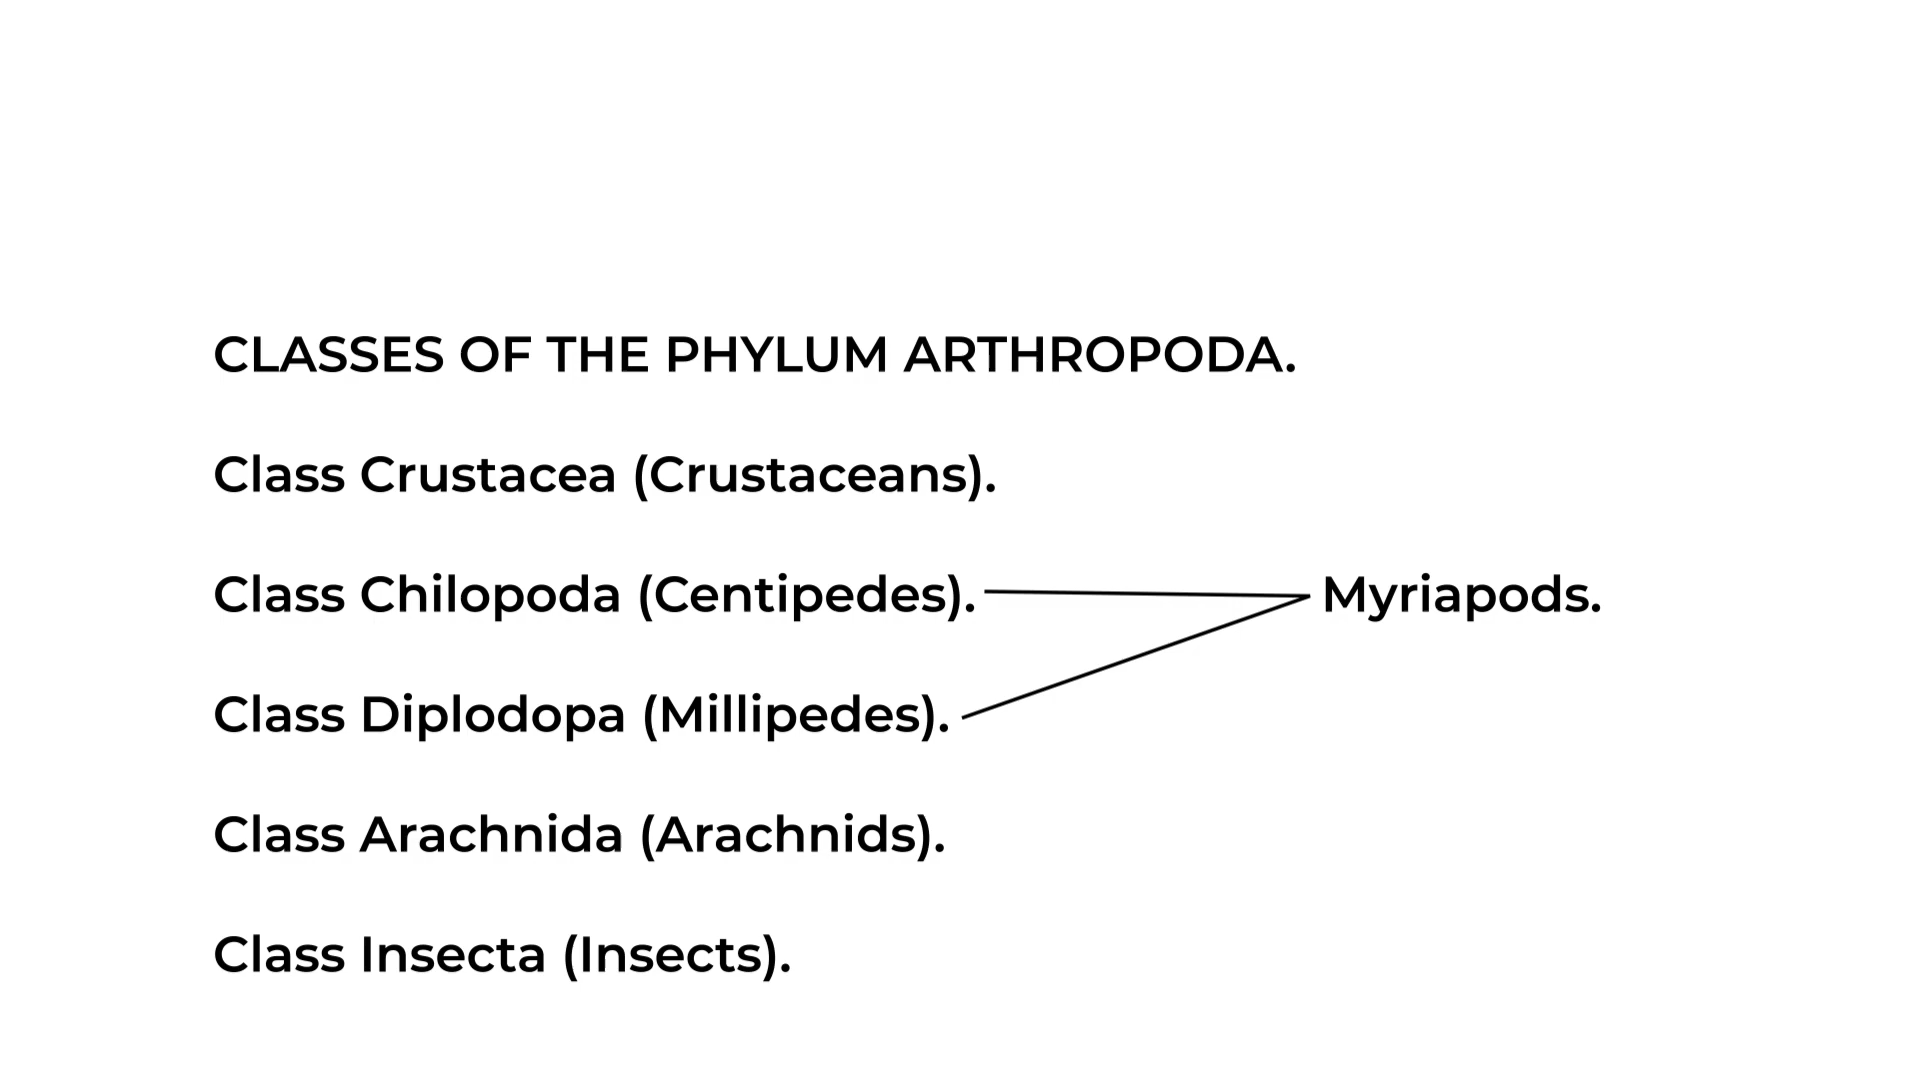 CLASSES OF THE PHYLUM ARTHROPODA.
Class Crustacea (Crustaceans).
Class Chilopoda (Centipedes). Myriapods.
Class Diplodopa (Millipedes).
Class Arachnida (Arachnids).
Class Insecta (Insects).